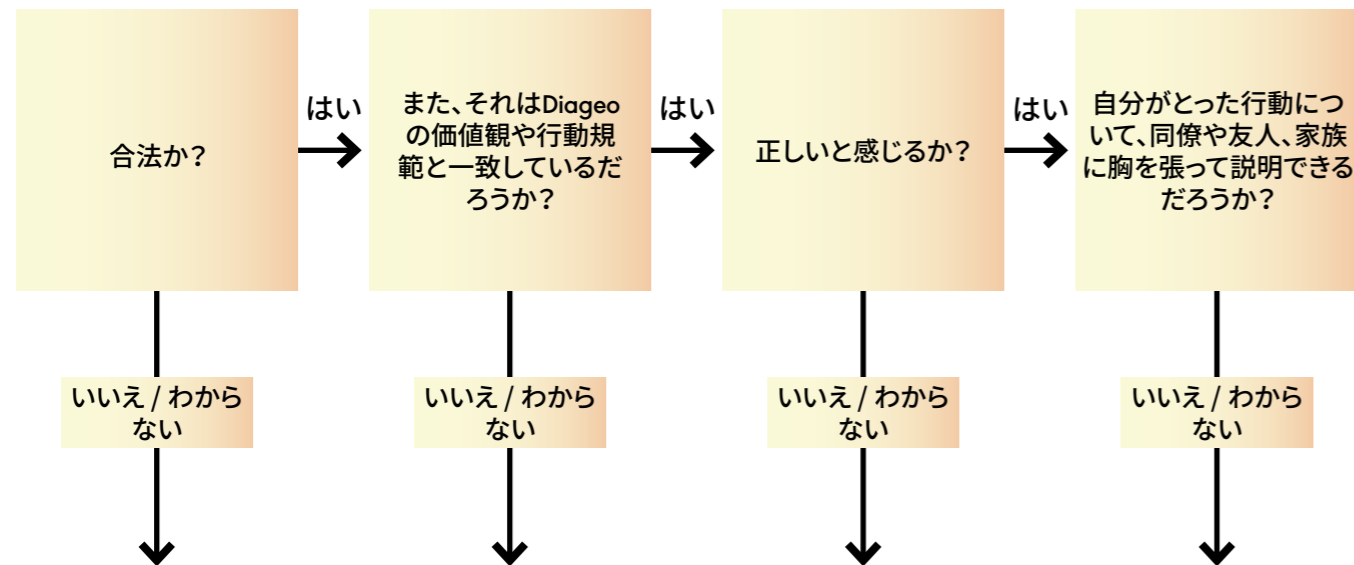 合法か？
はい
また、それはDiageo
の価値観や行動規
範と一致しているだ
ろうか？
はい
正しいと感じるか？
はい
自分がとった行動につ
いて、同僚や友人、家族
に胸を張って説明できる
だろうか？
いいえ / わから
ない
いいえ / わから
ない
いいえ / わから
ない
いいえ / わから
ない